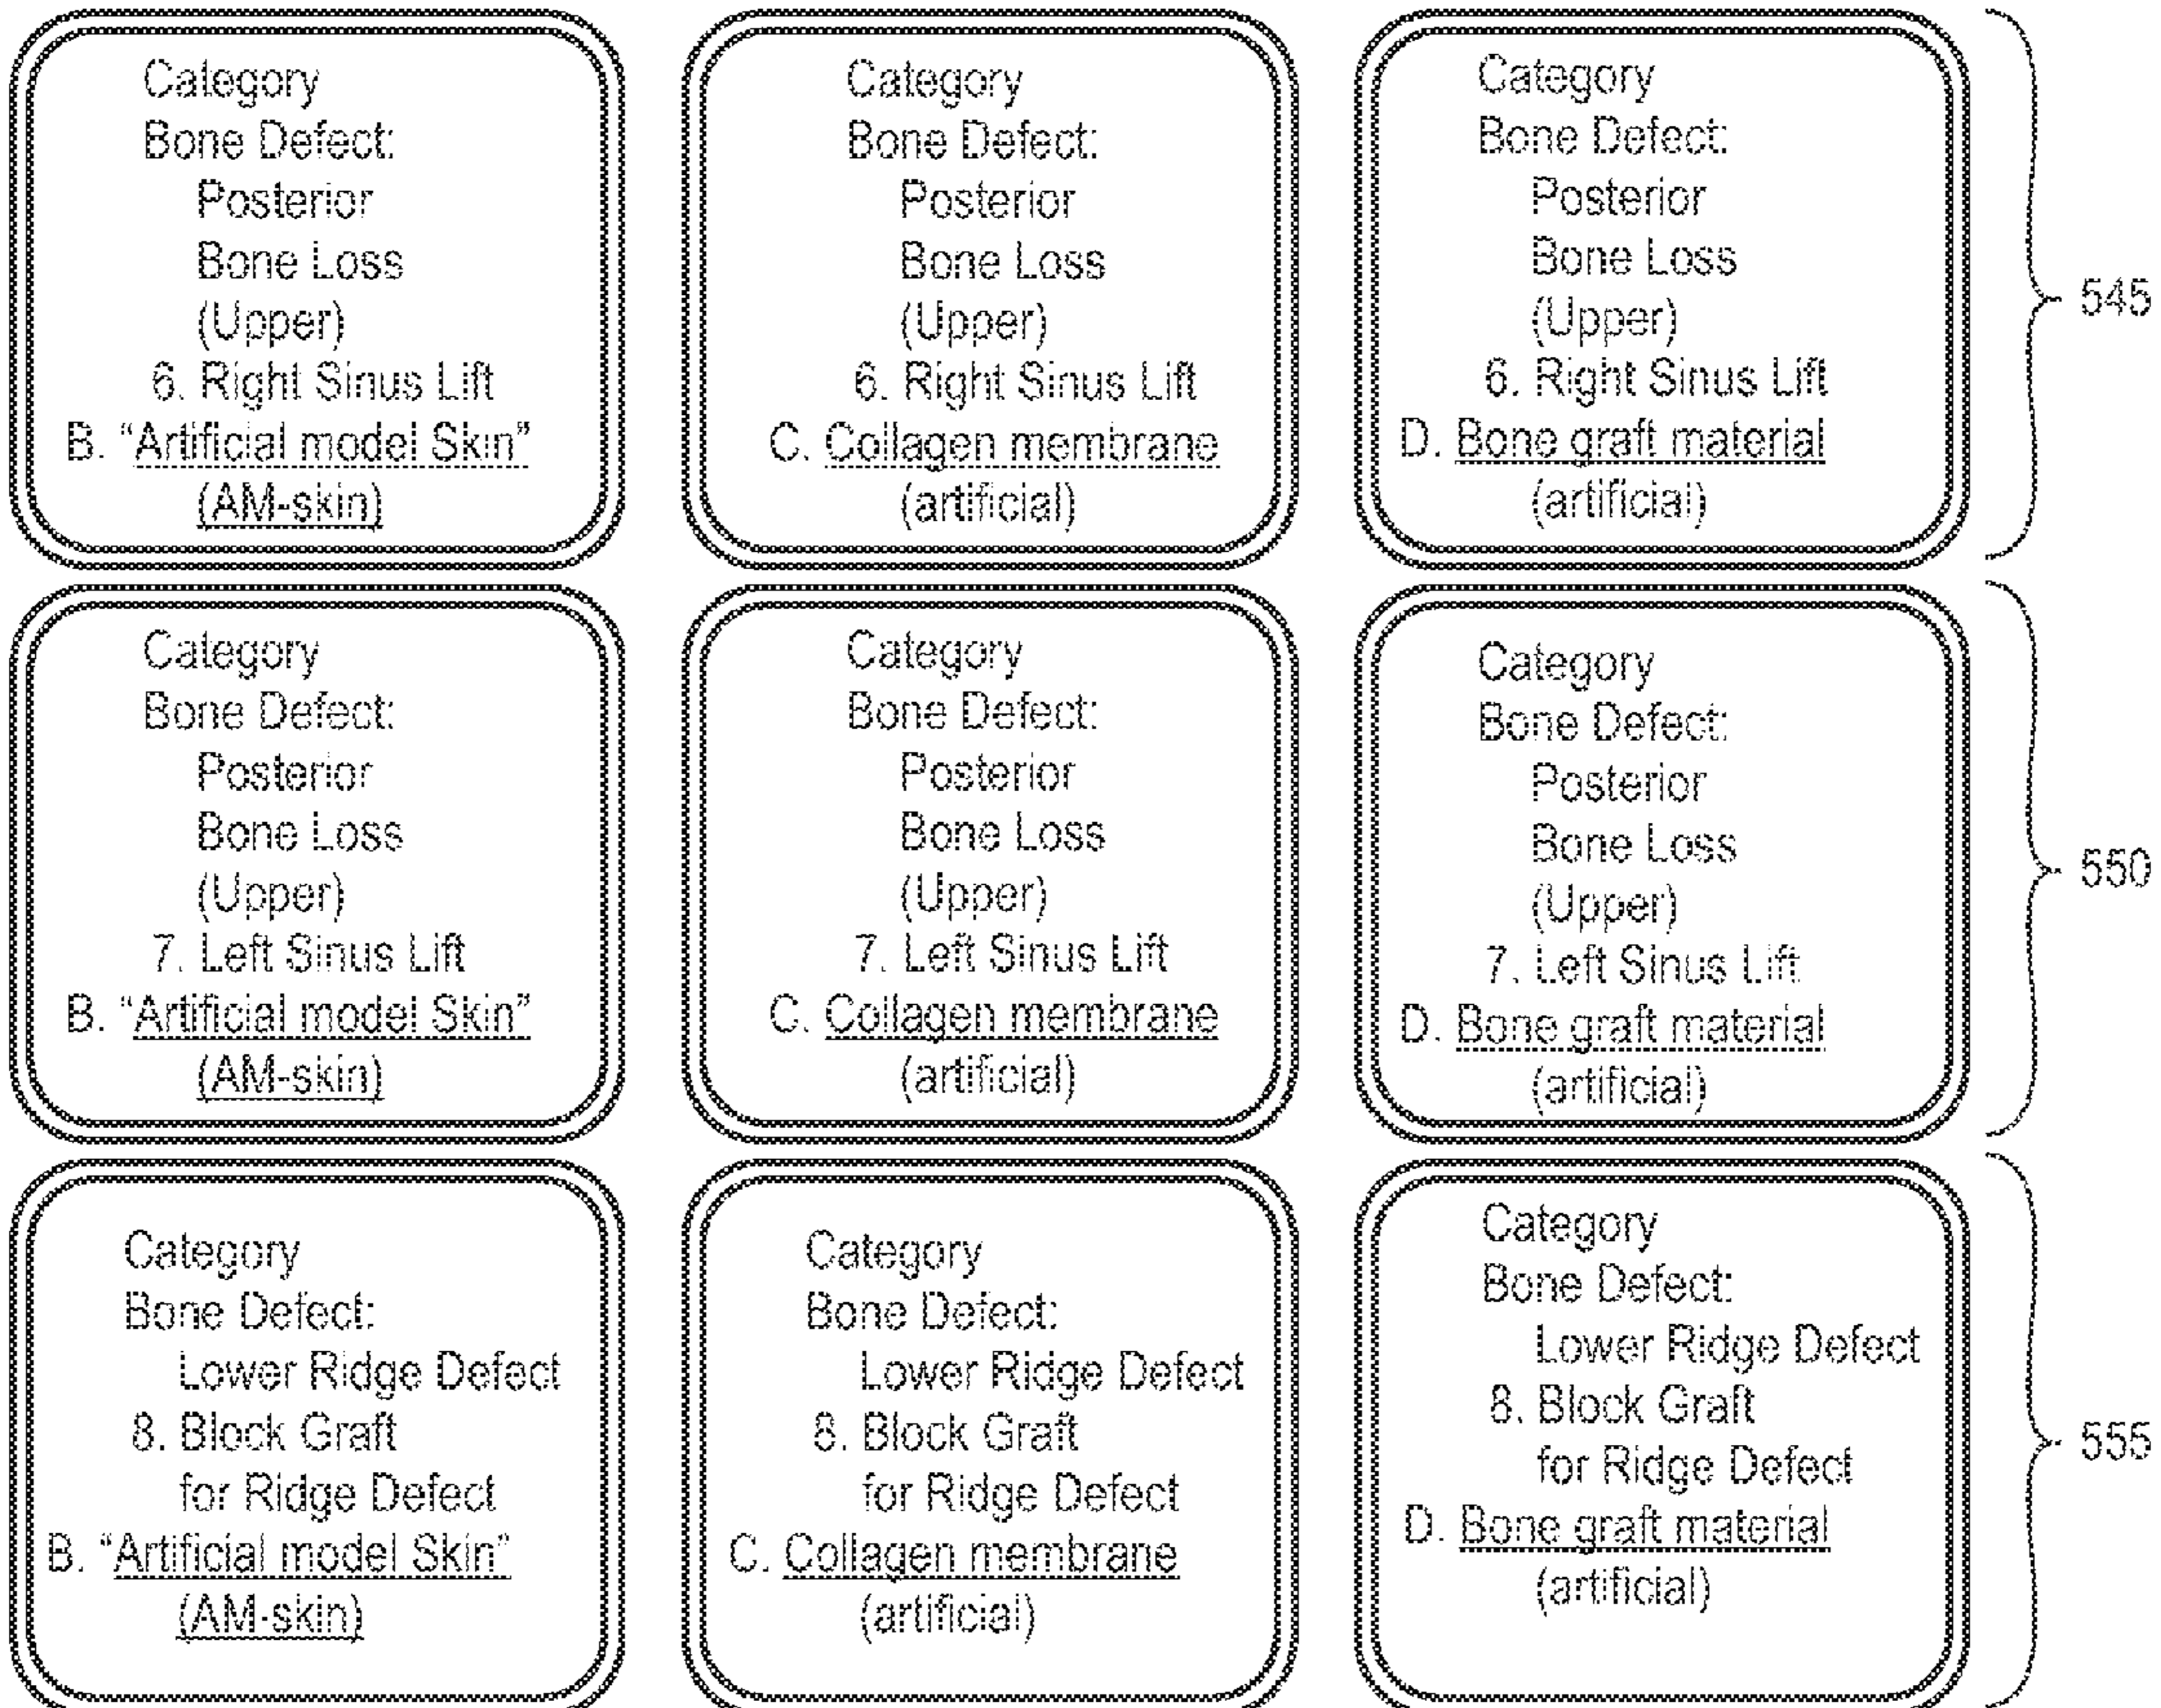 Category
Bone Defect:
Posterior
Bone Loss
(Upper)
6. Right Sinus Lift
B. “Artificial model Skin”
(AM-skin)
Category
Bone Defect:
Posterior
Bone Loss
(Upper)
6. Right Sinus Lift
C. Collagen membrane
(artificial)
Category
Bone Defect:
Posterior
Bone Loss
(Upper)
6. Right Sinus Lift
D. Bone graft material
(artificial)
545
Category
Bone Defect:
Posterior
Bone Loss
(Upper)
7. Left Sinus Lift
B. “Artificial model Skin”
(AM-skin)
Category
Bone Defect:
Posterior
Bone Loss
(Upper)
7. Left Sinus Lift
C. Collagen membrane
(artificial)
Category
Bone Defect:
Posterior
Bone Loss
(Upper)
7. Left Sinus Lift
D. Bone graft material
(artificial)
550
Category
Bone Defect:
Lower Ridge Defect
8. Block Graft
for Ridge Defect
B. “Artificial model Skin”
(AM-skin)
Category
Bone Defect:
Lower Ridge Defect
8. Block Graft
for Ridge Defect
C. Collagen membrane
(artificial)
Category
Bone Defect:
Lower Ridge Defect
8. Block Graft
for Ridge Defect
D. Bone graft material
(artificial)
555